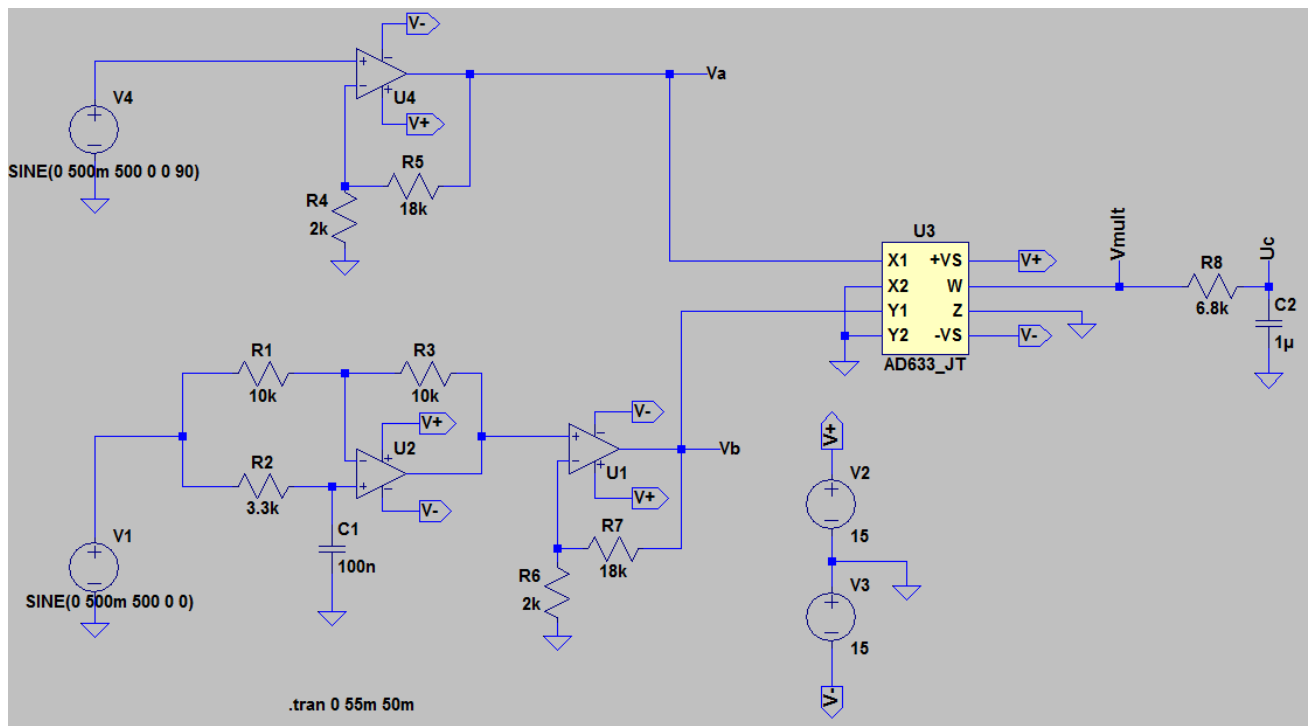 V-
Va
V4
U4
V+
SINE(0 500m 500 0 0 90)
R5
18k
R4
2k
U3
X1 +VS
X2 W
Y1 Z
Y2 -VS
AD633_JT
V+
V-
Vmult
R8
6.8k
Uc
C2
1µ
R1
10k
R3
10k
V+
U2
V-
R2
3.3k
C1
100n
V-
U1
V+
Vb
R7
18k
R6
2k
V1
SINE(0 500m 500 0 0)
V+
V2
15
V3
15
V-
.tran 0 55m 50m